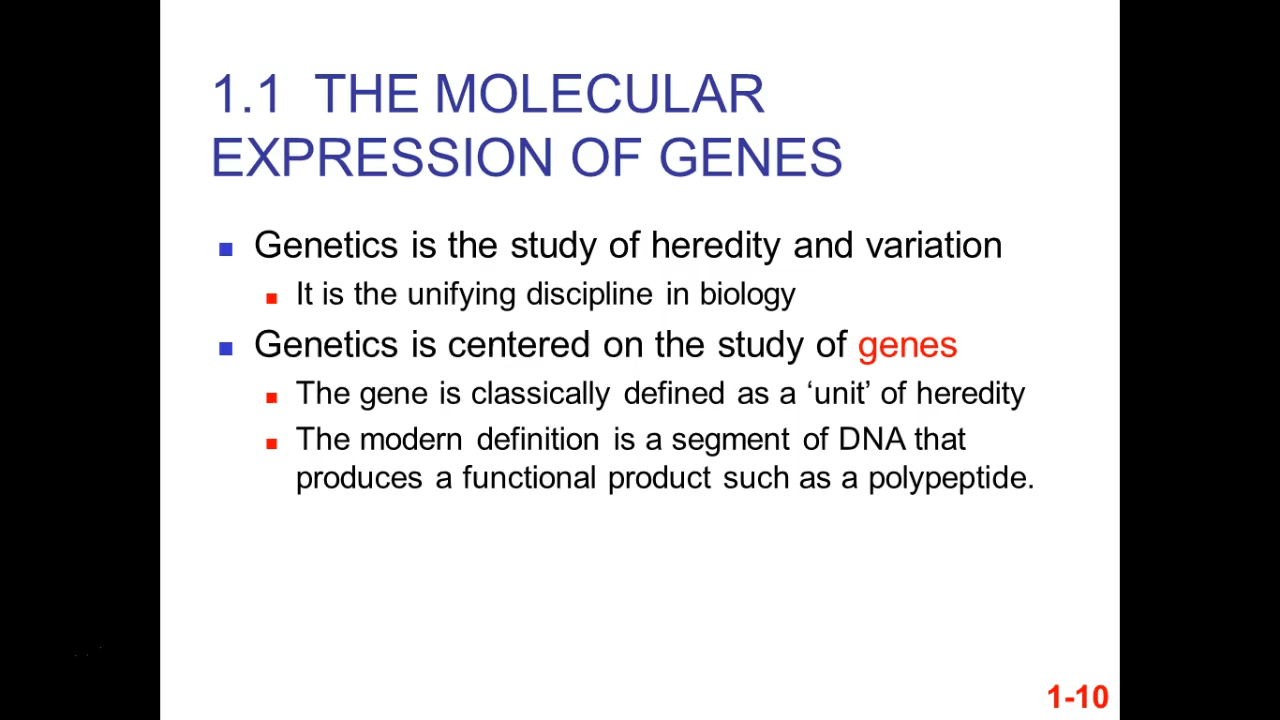 1.1 THE MOLECULAR
EXPRESSION OF GENES
Genetics is the study of heredity and variation
It is the unifying discipline in biology
Genetics is centered on the study of genes
The gene is classically defined as a ‘unit’ of heredity
The modern definition is a segment of DNA that
produces a functional product such as a polypeptide.
1-10